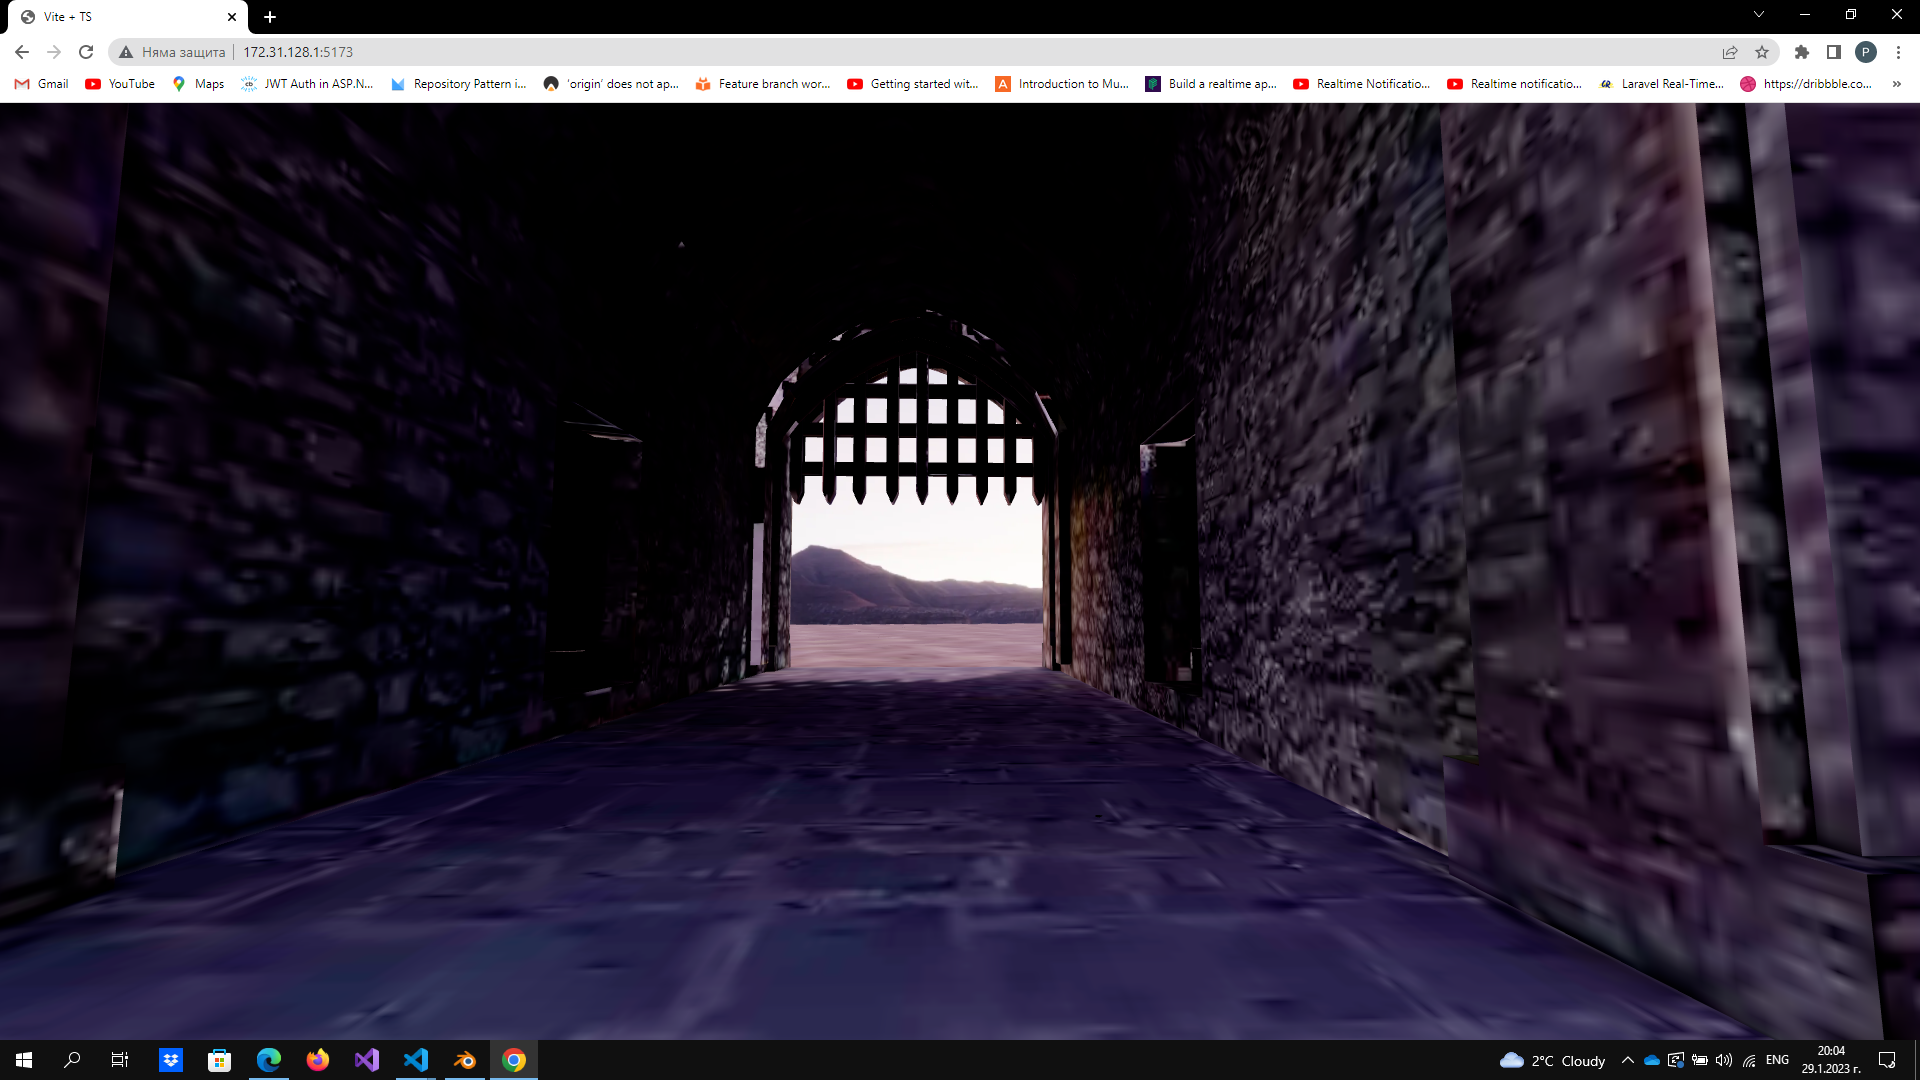 Vite + TS
Няма защита
172.31.128.1:5173
P
Gmail
YouTube
Maps
JWT Auth in ASP.N...
Repository Pattern i...
'origin' does not ap...
Feature branch wor...
Getting started wit...
Introduction to Mu...
Build a realtime ap...
Realtime Notificatio...
Realtime notificatio...
Laravel Real-Time...
https://dribbble.co...
2°C Cloudy
ENG
20:04
29.1.2023 г.